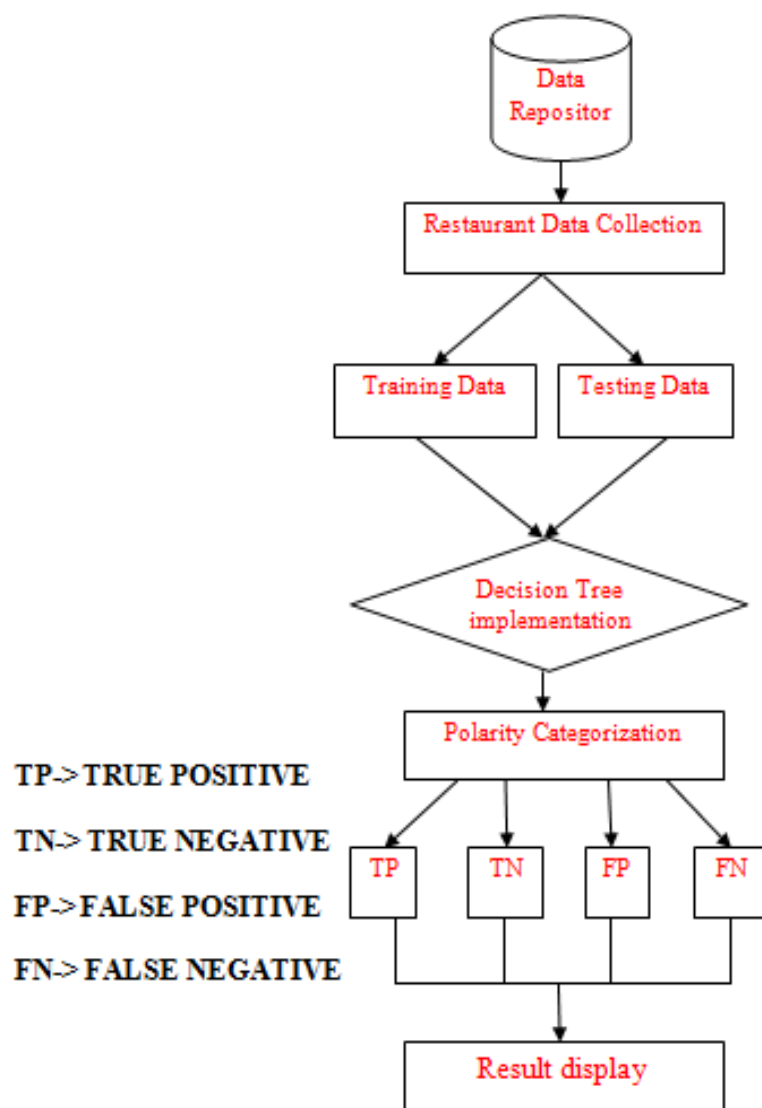 Data
Repositor
Restaurant Data Collection
Training Data
Testing Data
Decision Tree
implementation
Polarity Categorization
TP-> TRUE POSITIVE
TN-> TRUE NEGATIVE
FP-> FALSE POSITIVE
FN-> FALSE NEGATIVE
TP
TN
FP
FN
Result display